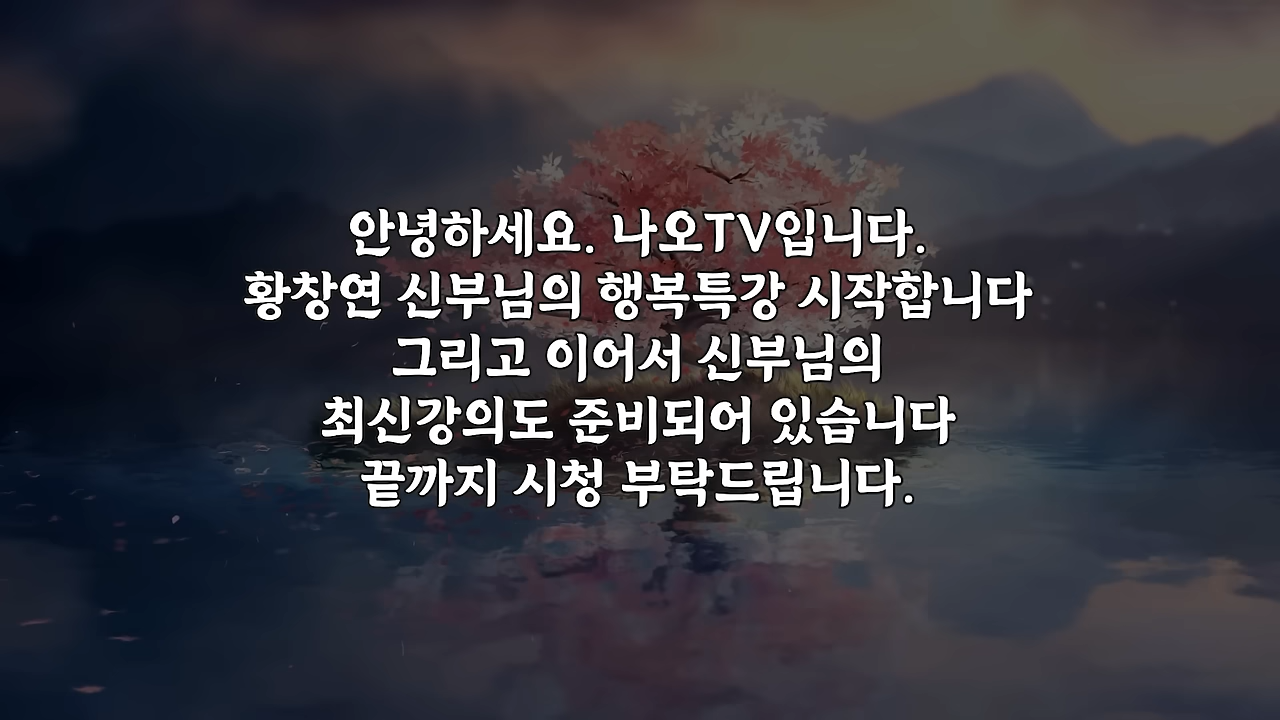 안녕하세요. 나오TV입니다.
황창연 신부님의 행복특강 시작합니다
그리고 이어서 신부님의
최신강의도 준비되어 있습니다
끝까지 시청 부탁드립니다.